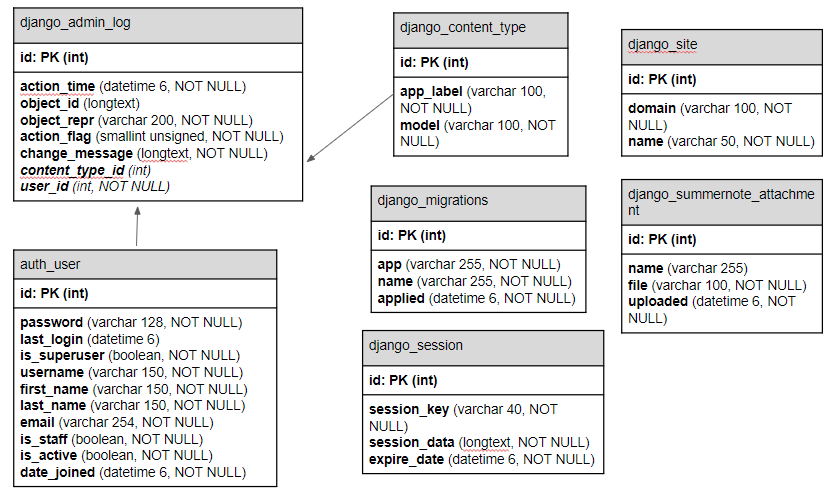 django_admin_log
id: PK (int)
action_time (datetime 6, NOT NULL)
object_id (longtext)
object_repr (varchar 200, NOT NULL)
action_flag (smallint unsigned, NOT NULL)
change_message (longtext, NOT NULL)
content_type_id (int)
user_id (int, NOT NULL)
django_content_type
id: PK (int)
app_label (varchar 100,
NOT NULL)
model (varchar 100, NOT
NULL)
django_site
id: PK (int)
domain (varchar 100, NOT
NULL)
name (varchar 50, NOT NULL)
django_migrations
id: PK (int)
app (varchar 255, NOT NULL)
name (varchar 255, NOT NULL)
applied (datetime 6, NOT NULL)
django_summernote_attachme
nt
id: PK (int)
name (varchar 255)
file (varchar 100, NOT NULL)
uploaded (datetime 6, NOT
NULL)
auth_user
id: PK (int)
password (varchar 128, NOT NULL)
last_login (datetime 6)
is_superuser (boolean, NOT NULL)
username (varchar 150, NOT NULL)
first_name (varchar 150, NOT NULL)
last_name (varchar 150, NOT NULL)
email (varchar 254, NOT NULL)
is_staff (boolean, NOT NULL)
is_active (boolean, NOT NULL)
date_joined (datetime 6, NOT NULL)
django_session
id: PK (int)
session_key (varchar 40, NOT
NULL)
session_data (longtext, NOT NULL)
expire_date (datetime 6, NOT NULL)